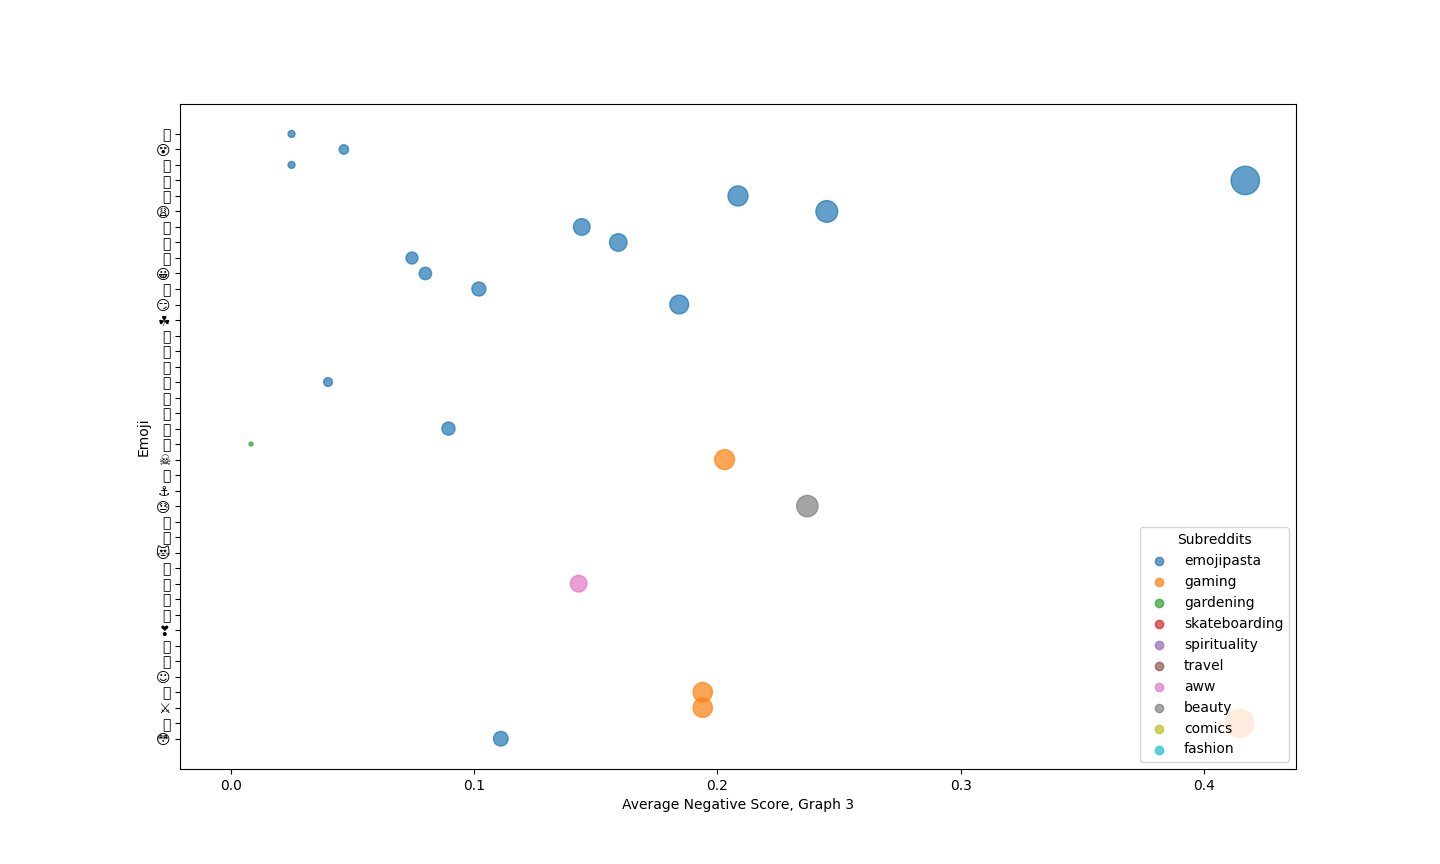 😲
😩
😀
😏
☘
☠
⚓
😓
😈
❣
☺
⚔
😳
Emoji
0.0 0.1 0.2 0.3 0.4
Average Negative Score, Graph 3
Subreddits
emojipasta
gaming
gardening
skateboarding
spirituality
travel
aww
beauty
comics
fashion